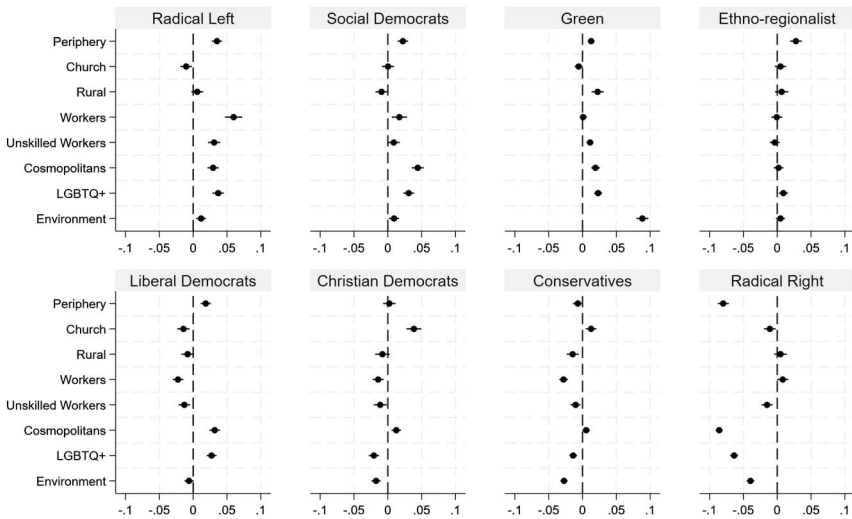 Radical Left
Social Democrats
Green
Ethno-regionalist
Periphery
Church
Rural
Workers
Unskilled Workers
Cosmopolitans
LGBTQ+
Environment
-.1 -.05 0 .05 .1
-.1 -.05 0 .05 .1
-.1 -.05 0 .05 .1
-.1 -.05 0 .05 .1
Liberal Democrats
Christian Democrats
Conservatives
Radical Right
Periphery
Church
Rural
Workers
Unskilled Workers
Cosmopolitans
LGBTQ+
Environment
-.1 -.05 0 .05 .1
-.1 -.05 0 .05 .1
-.1 -.05 0 .05 .1
-.1 -.05 0 .05 .1